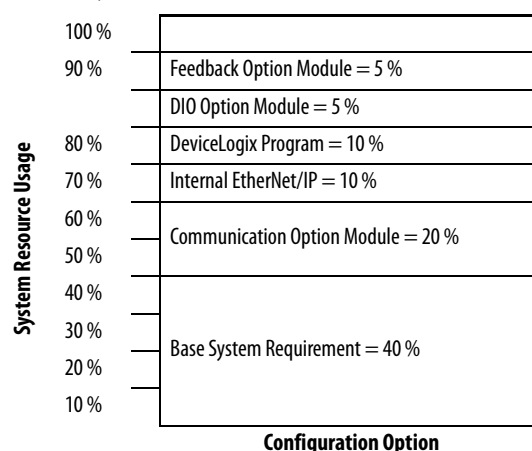 100 %
90 % Feedback Option Module = 5 %
DIO Option Module = 5 %
80 % DeviceLogix Program = 10 %
70 % Internal EtherNet/IP = 10 %
60 %
Communication Option Module = 20 %
50 %
40 %
30 %
Base System Requirement = 40 %
20 %
10 %
System Resource Usage
Configuration Option